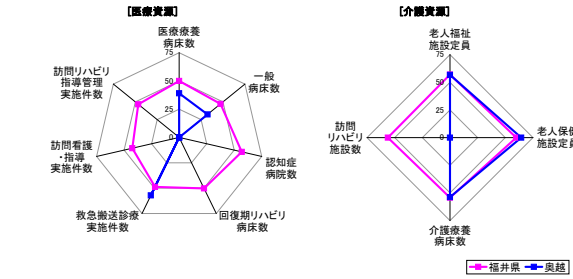 [医療資源]
医療療養
病床数
75
50
25
0
一般
病床数
認知症
病院数
回復期リハビリ
病床数
救急搬送診療
実施件数
訪問看護
・指導
実施件数
訪問リハビリ
指導管理
実施件数
[介護資源]
老人福祉
施設定員
75
50
25
0
老人保健
施設定員
介護療養
病床数
訪問
リハビリ
施設数
福井県 奥越